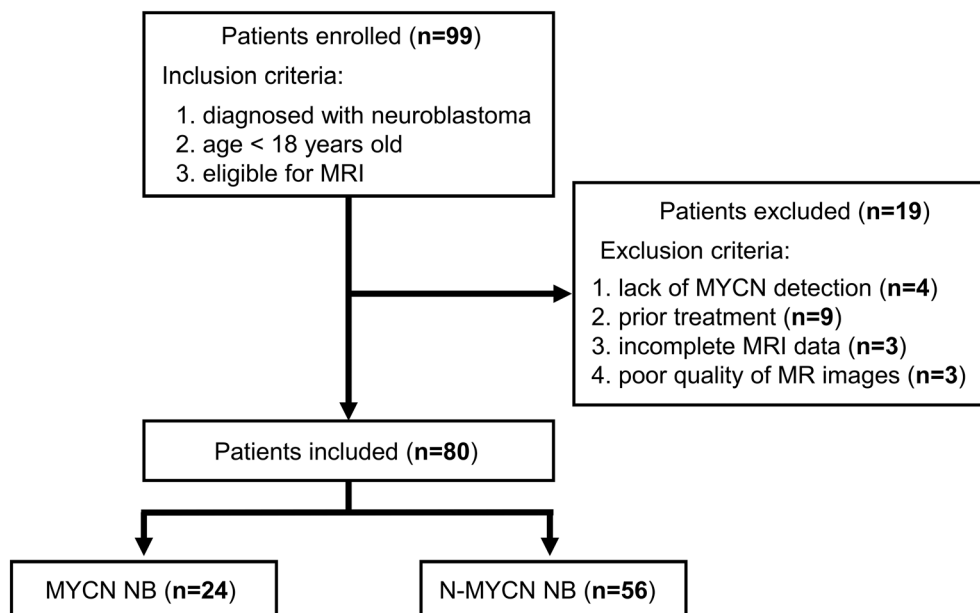 Patients enrolled (n=99)
Inclusion criteria:
1. diagnosed with neuroblastoma
2. age < 18 years old
3. eligible for MRI
Patients excluded (n=19)
Exclusion criteria:
1. lack of MYCN detection (n=4)
2. prior treatment (n=9)
3. incomplete MRI data (n=3)
4. poor quality of MR images (n=3)
Patients included (n=80)
MYCN NB (n=24)
N-MYCN NB (n=56)